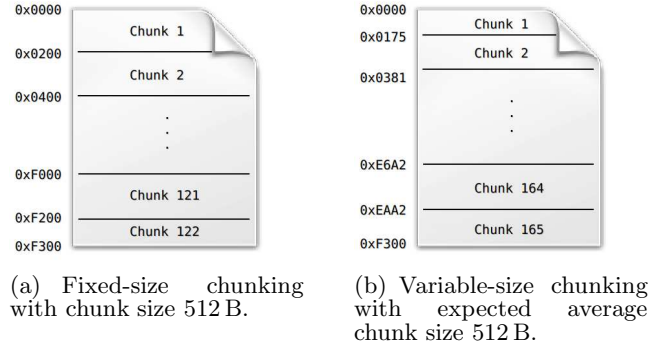 0x0000
Chunk 1
0x0200
Chunk 2
0x0400
0xF000
Chunk 121
0xF200
Chunk 122
0xF300
(a) Fixed-size chunking
with chunk size 512 B.
0x0000
Chunk 1
0x0175
Chunk 2
0x0381
0xE6A2
Chunk 164
0xEAA2
Chunk 165
0xF300
(b) Variable-size chunking
with expected average
chunk size 512 B.